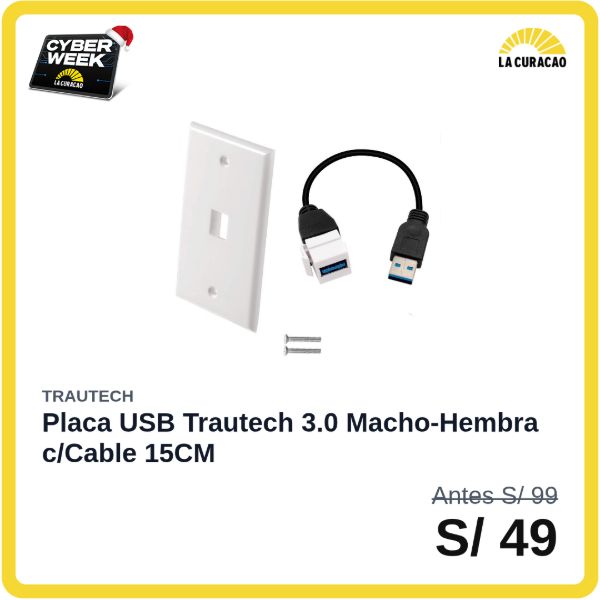 CYBER
WEEK
LA CURACAO
LA CURACAO
TRAUTECH
Placa USB Trautech 3.0 Macho-Hembra
c/Cable 15CM
Antes S/ 99
S/ 49